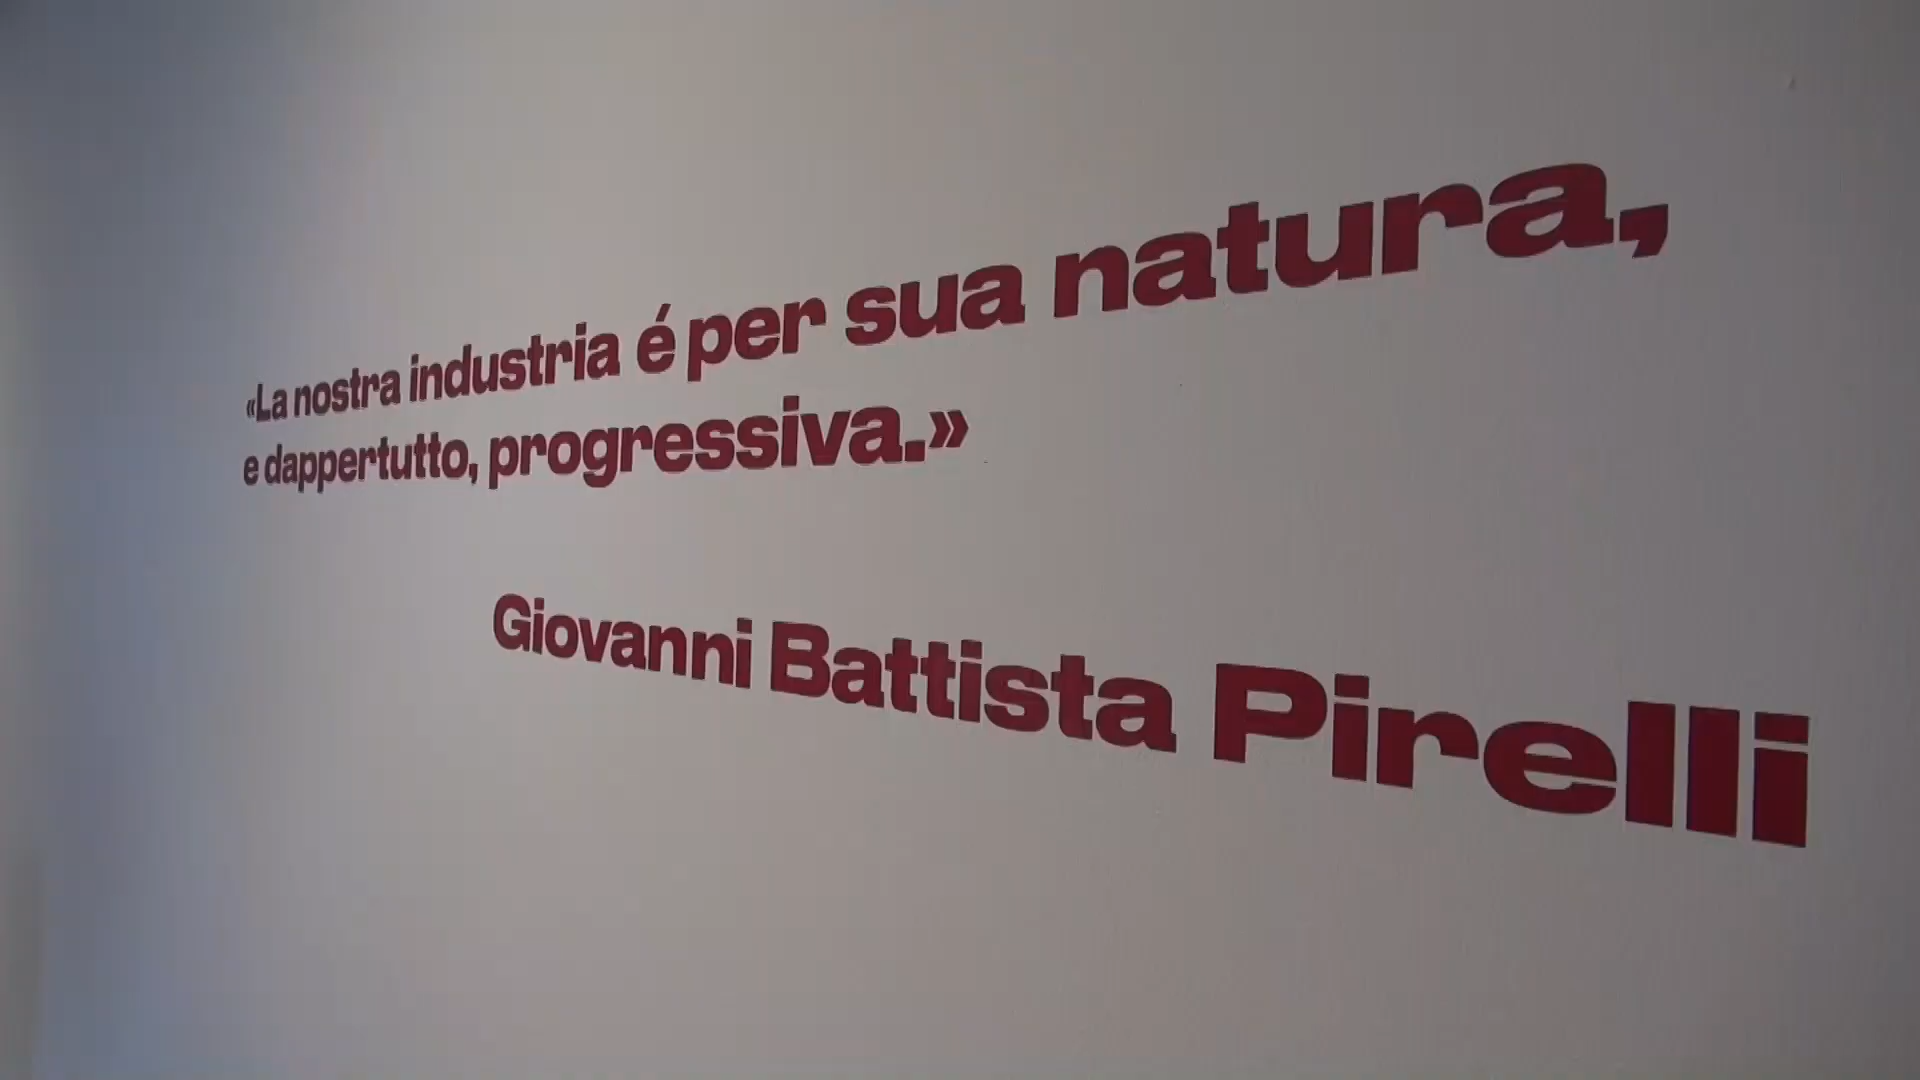 «La nostra industria é per sua natura,
e dappertutto, progressiva.»
Giovanni Battista Pirelli